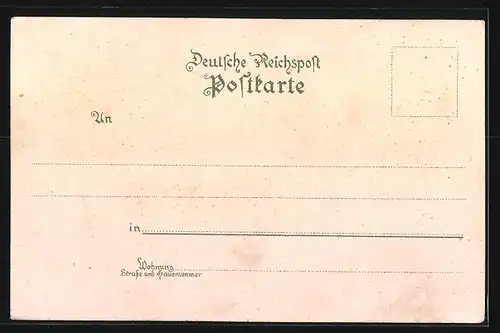 Deutsche Reichspost
Postkarte
An
in
Wohnung
Straße und Hausnummer